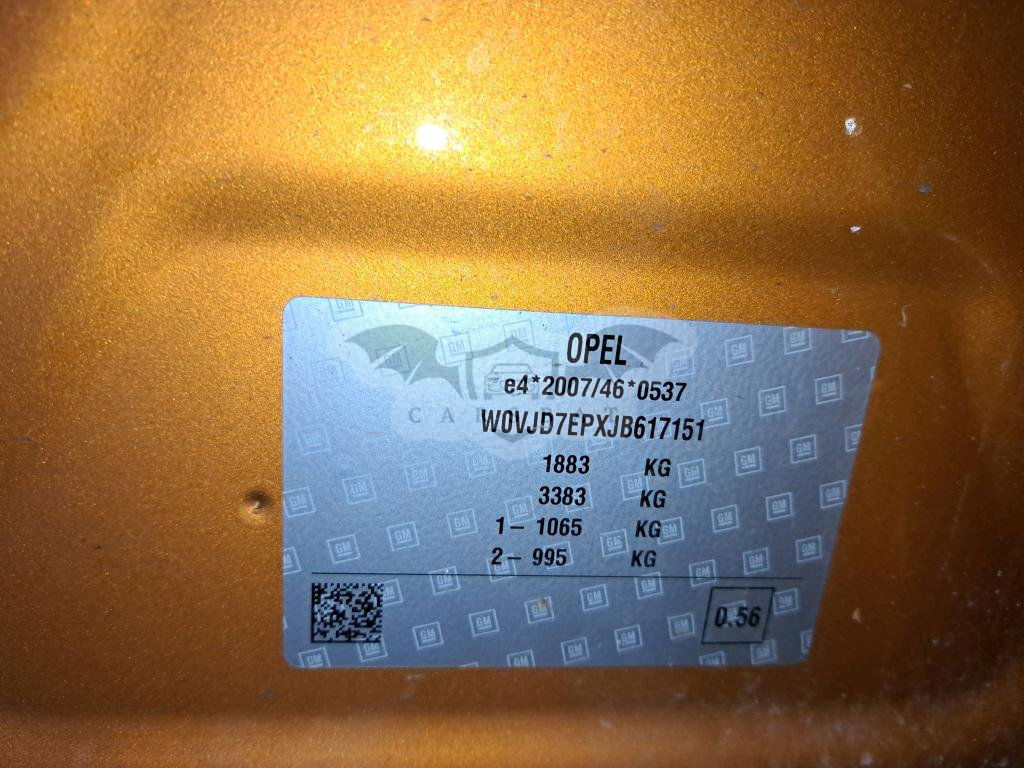 OPEL
e4*2007/46*0537
W0VJD7EPXJB617151
1883 KG
3383 KG
1– 1065 KG
2– 995 KG
0.56